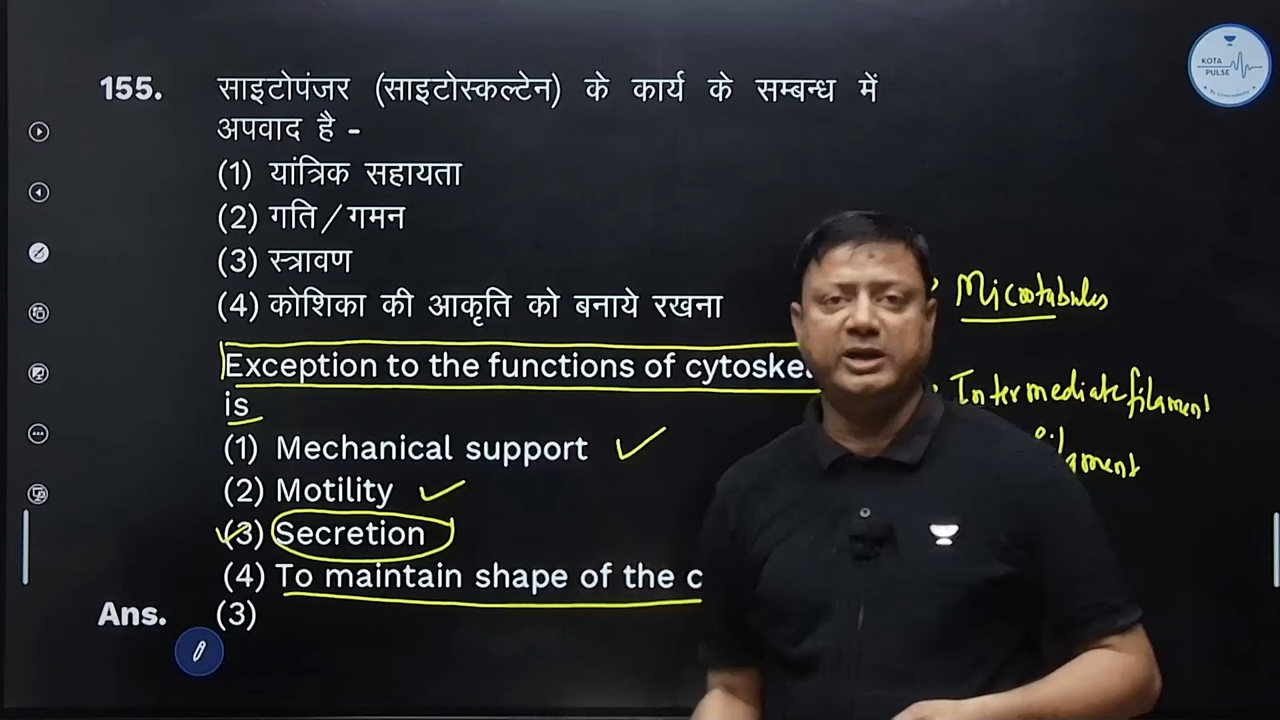 155. साइटोपंजर (साइटोस्कल्टेन) के कार्य के सम्बन्ध में
अपवाद है -
(1) यांत्रिक सहायता
(2) गति/गमन
(3) स्त्रावण
(4) कोशिका की आकृति को बनाये रखना
Exception to the functions of
is
(1) Mechanical support
(2) Motility
(3) Secretion
(4) To maintain shape of the
Ans. (3)
Microtabules
Intermediate filament
KOTA
PULSE